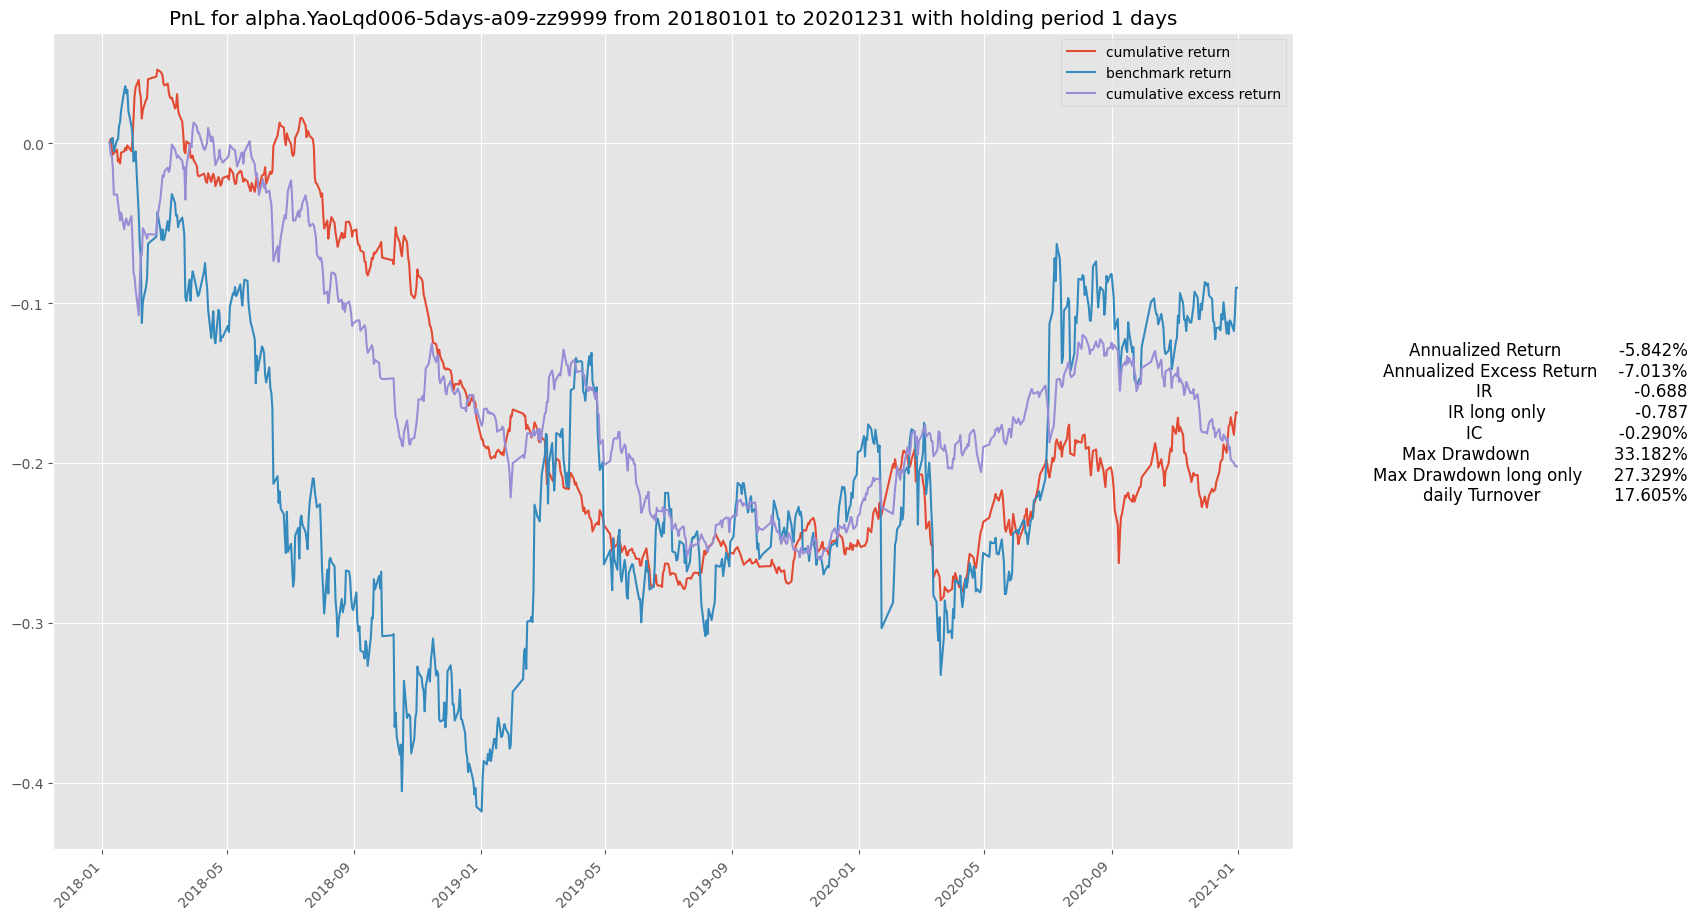 PnL for alpha.YaoLqd006-5days-a09-zz9999 from 20180101 to 20201231 with holding period 1 days
cumulative return
benchmark return
cumulative excess return
0.0
−0.1
−0.2
−0.3
−0.4
2018-01
2018-05
2018-09
2019-01
2019-05
2019-09
2020-01
2020-05
2020-09
2021-01
Annualized Return -5.842%
Annualized Excess Return -7.013%
IR -0.688
IR long only -0.787
IC -0.290%
Max Drawdown 33.182%
Max Drawdown long only 27.329%
daily Turnover 17.605%